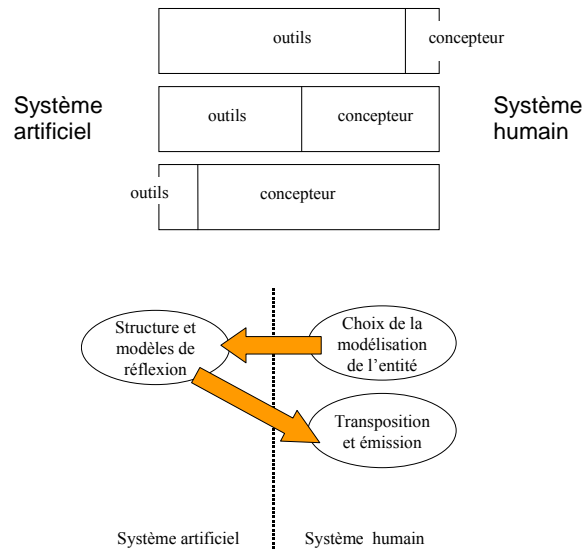 outils
concepteur
Système
artificiel
outils
concepteur
Système
humain
outils
concepteur
Structure et
modèles de
réflexion
Choix de la
modélisation
de l’entité
Transposition
et émission
Système artificiel
Système humain